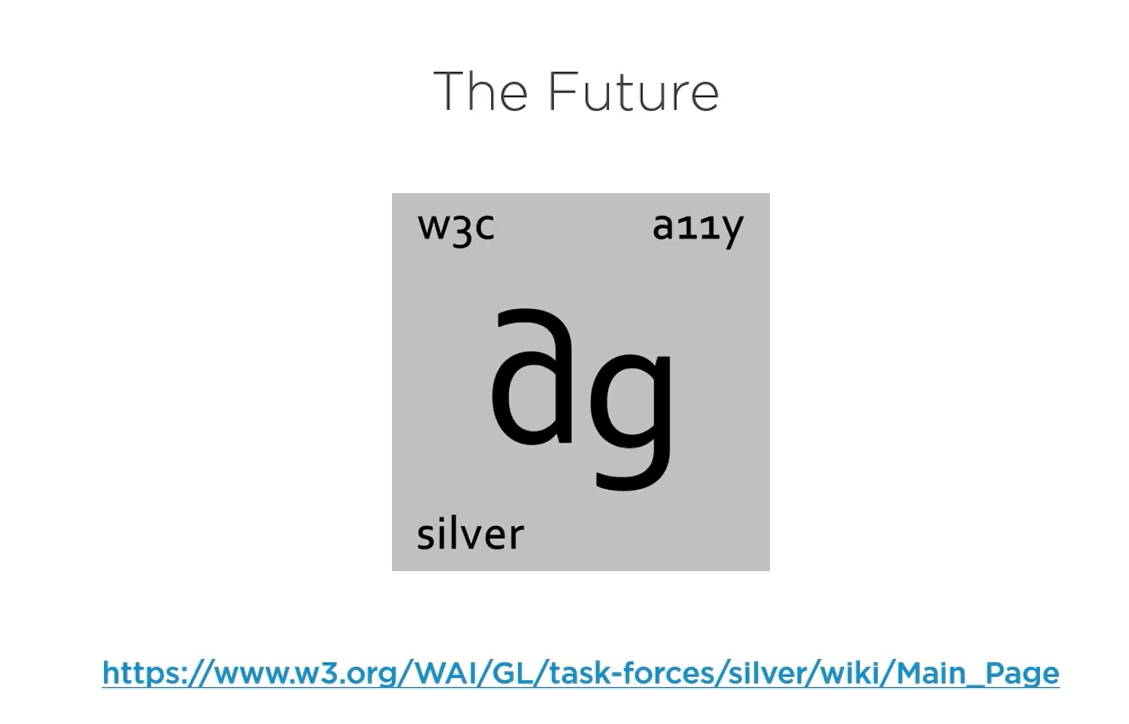 The Future
w3c a11y
ag
silver
https://www.w3.org/WAI/GL/task-forces/silver/wiki/Main_Page